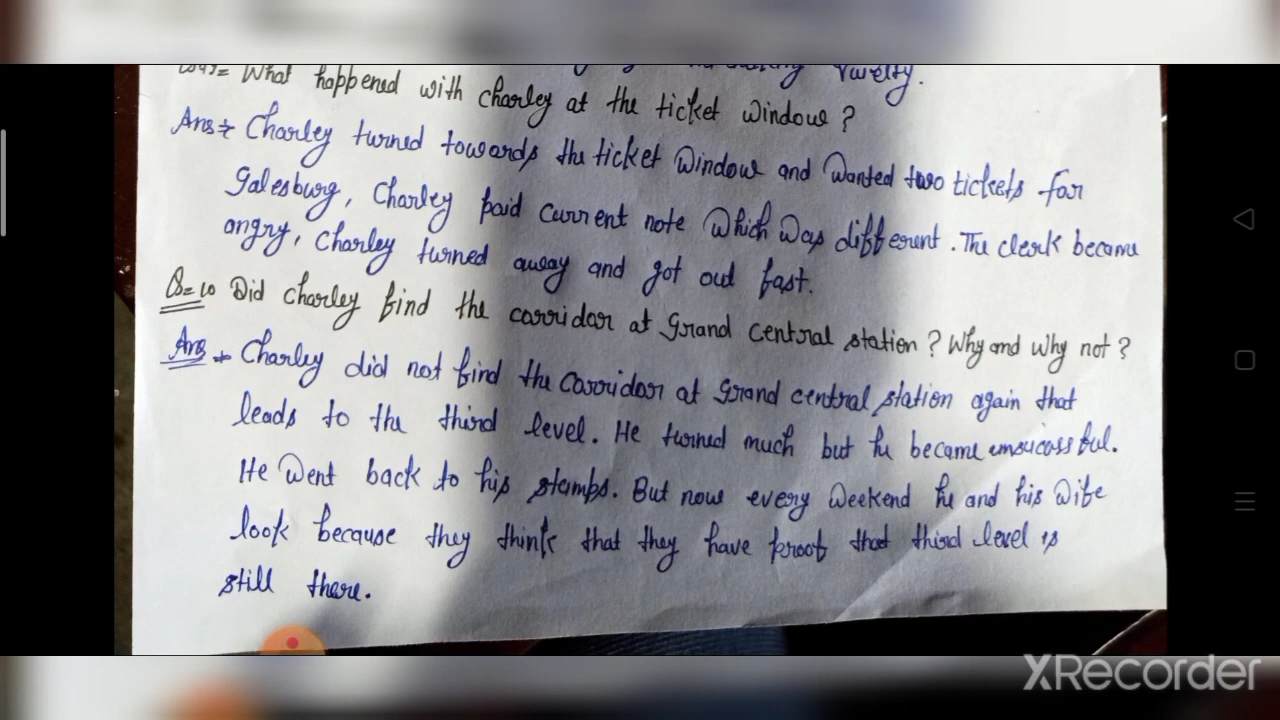 What happened with Charley at the ticket window?
Ans:- Charley turned towards the ticket window and wanted two tickets for
Galesburg, Charley paid current note which was different. The clerk became
angry, Charley turned away and got out fast.
Q=10 Did Charley find the corridor at Grand central station? Why and why not?
Ans:- Charley did not find the corridor at Grand central station again that
leads to the third level. He turned much but he became
He went back to his stamps. But now every weekend he and his wife
look because they think that they have proof that third level is
still there.
XRecorder